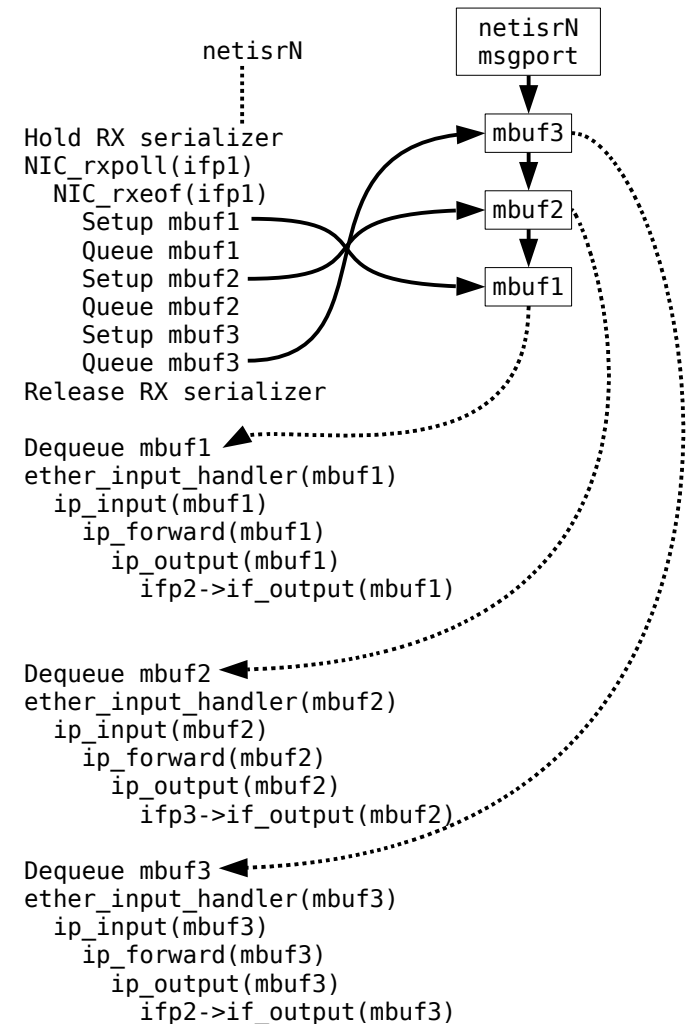 netisrN
netisrN
msgport
mbuf3
mbuf2
mbuf1
Hold RX serializer
NIC_rxpoll(ifp1)
  NIC_rxeof(ifp1)
    Setup mbuf1
    Queue mbuf1
    Setup mbuf2
    Queue mbuf2
    Setup mbuf3
    Queue mbuf3
Release RX serializer
Dequeue mbuf1
ether_input_handler(mbuf1)
  ip_input(mbuf1)
    ip_forward(mbuf1)
      ip_output(mbuf1)
        ifp2->if_output(mbuf1)
Dequeue mbuf2
ether_input_handler(mbuf2)
  ip_input(mbuf2)
    ip_forward(mbuf2)
      ip_output(mbuf2)
        ifp3->if_output(mbuf2)
Dequeue mbuf3
ether_input_handler(mbuf3)
  ip_input(mbuf3)
    ip_forward(mbuf3)
      ip_output(mbuf3)
        ifp2->if_output(mbuf3)